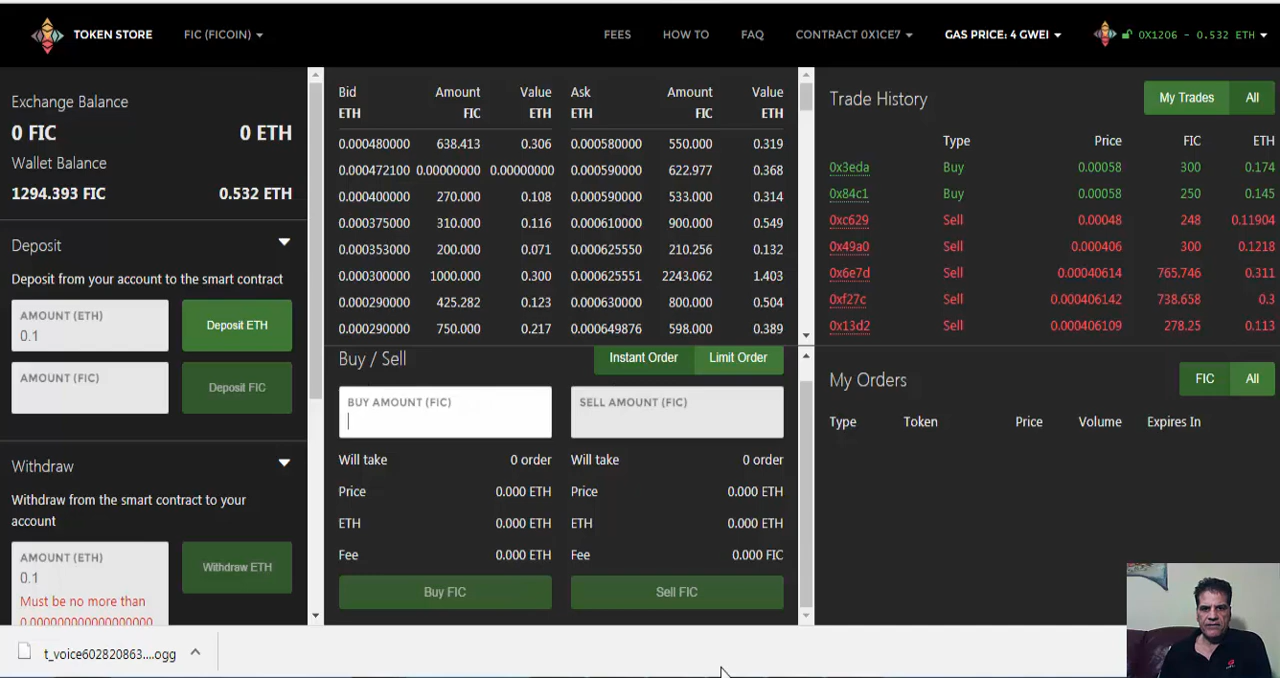 TOKEN STORE FIC (FICOIN) FEES HOW TO FAQ CONTRACT 0X1CE7 GAS PRICE: 4 GWEI 0X1206 - 0.532 ETH
Exchange Balance
0 FIC 0 ETH
Wallet Balance
1294.393 FIC 0.532 ETH
Deposit
Deposit from your account to the smart contract
AMOUNT (ETH)
0.1
Deposit ETH
AMOUNT (FIC)
Deposit FIC
Withdraw
Withdraw from the smart contract to your
account
AMOUNT (ETH)
0.1
Must be no more than
0.000000000000000000
Withdraw ETH
Bid Amount Value Ask Amount Value
ETH FIC ETH ETH FIC ETH
0.000480000 638.413 0.306 0.000580000 550.000 0.319
0.000472100 0.00000000 0.00000000 0.000590000 622.977 0.368
0.000400000 270.000 0.108 0.000590000 533.000 0.314
0.000375000 310.000 0.116 0.000610000 900.000 0.549
0.000353000 200.000 0.071 0.000625550 210.256 0.132
0.000300000 1000.000 0.300 0.000625551 2243.062 1.403
0.000290000 425.282 0.123 0.000630000 800.000 0.504
0.000290000 750.000 0.217 0.000649876 598.000 0.389
Buy / Sell Instant Order Limit Order
BUY AMOUNT (FIC) SELL AMOUNT (FIC)
Will take 0 order Will take 0 order
Price 0.000 ETH Price 0.000 ETH
ETH 0.000 ETH ETH 0.000 ETH
Fee 0.000 ETH Fee 0.000 FIC
Buy FIC Sell FIC
Trade History My Trades All
Type Price FIC ETH
0x3eda Buy 0.00058 300 0.174
0x84c1 Buy 0.00058 250 0.145
0xc629 Sell 0.00048 248 0.11904
0x49a0 Sell 0.000406 300 0.1218
0x6e7d Sell 0.00040614 765.746 0.311
0xf27c Sell 0.000406142 738.658 0.3
0x13d2 Sell 0.000406109 278.25 0.113
My Orders FIC All
Type Token Price Volume Expires In
t_voice602820863....ogg